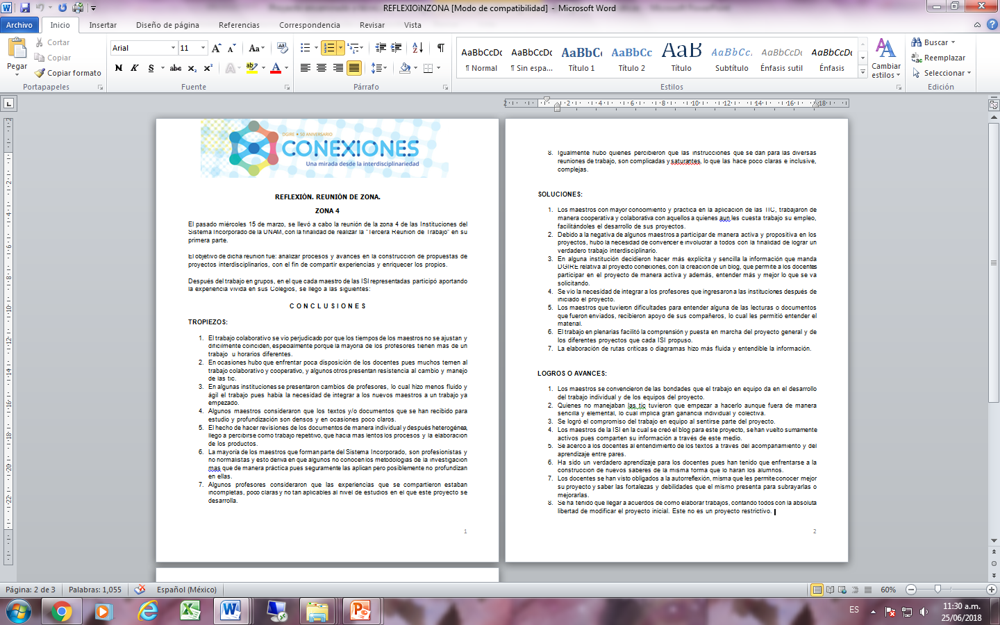 REFLEXIOiNZONA [Modo de compatibilidad] - Microsoft Word
Archivo Inicio Insertar Diseño de página Referencias Correspondencia Revisar Vista
Pegar
Cortar
Copiar
Copiar formato
Portapapeles
Arial 11
Fuente
Párrafo
AaBbCcDc AaBbCcDc AaBbC AaBbCc AaB AaBbCc. AaBbCcDc AaBbCcDc
¶ Normal ¶ Sin espa... Título 1 Título 2 Título Subtítulo Énfasis sutil Énfasis
Cambiar estilos
Estilos
Buscar
Reemplazar
Seleccionar
Edición
DGIRE • 50 ANIVERSARIO
CONEXIONES
Una mirada desde la interdisciplinariedad
REFLEXIÓN. REUNIÓN DE ZONA.
ZONA 4
El pasado miércoles 15 de marzo, se llevó a cabo la reunión de la zona 4 de las Instituciones del
Sistema Incorporado de la UNAM, con la finalidad de realizar la "Tercera Reunión de Trabajo" en su
primera parte.
El objetivo de dicha reunión fue: analizar procesos y avances en la construcción de propuestas de
proyectos interdisciplinarios, con el fin de compartir experiencias y enriquecer los propios.
Después del trabajo en grupos, en el que cada maestro de las ISI representadas participó aportando
la experiencia vivida en sus Colegios, se llegó a las siguientes:
C O N C L U S I O N E S
TROPIEZOS:
1. El trabajo colaborativo se vio perjudicado por que los tiempos de los maestros no se ajustan y
difícilmente coinciden, especialmente porque la mayoría de los profesores tienen más de un
trabajo u horarios diferentes.
2. En ocasiones hubo que enfrentar poca disposición de los docentes pues muchos temen al
trabajo colaborativo y cooperativo, y algunos otros presentan resistencia al cambio y manejo
de las tic.
3. En algunas instituciones se presentaron cambios de profesores, lo cual hizo menos fluido y
ágil el trabajo pues había la necesidad de integrar a los nuevos maestros a un trabajo ya
empezado.
4. Algunos maestros consideraron que los textos y/o documentos que se han recibido para
estudio y profundización son densos y en ocasiones poco claros.
5. El hecho de hacer revisiones de los documentos de manera individual y después heterogénea,
llegó a percibirse como trabajo repetitivo, que hacía más lentos los procesos y la elaboración
de los productos.
6. La mayoría de los maestros que forman parte del Sistema Incorporado, son profesionistas y
no normalistas y esto deriva en que algunos no conocen los metodologías de la investigación
mas que de manera práctica pues seguramente las aplican pero posiblemente no profundizan
en ellas.
7. Algunos profesores consideraron que las experiencias que se compartieron estaban
incompletas, poco claras y no tan aplicables al nivel de estudios en el que este proyecto se
desarrolla.
1
8. Igualmente hubo quienes percibieron que las instrucciones que se dan para las diversas
reuniones de trabajo, son complicadas y saturantes, lo que las hace poco claras e inclusive,
complejas.
SOLUCIONES:
1. Los maestros con mayor conocimiento y práctica en la aplicación de las TIC, trabajaron de
manera cooperativa y colaborativa con aquellos a quienes aun les cuesta trabajo su empleo,
facilitándoles el desarrollo de sus proyectos.
2. Debido a la negativa de algunos maestros a participar de manera activa y propositiva en los
proyectos, hubo la necesidad de convencer e involucrar a todos con la finalidad de lograr un
verdadero trabajo interdisciplinario.
3. En alguna institución decidieron hacer más explícita y sencilla la información que manda
DGIRE relativa al proyecto conexiones, con la creación de un blog, que permite a los docentes
participar en el proyecto de manera activa y además, entender más y mejor lo que se va
solicitando.
4. Se vio la necesidad de integrar a los profesores que ingresaron a las instituciones después de
iniciado el proyecto.
5. Los maestros que tuvieron dificultades para entender alguna de las lecturas o documentos
que fueron enviados, recibieron apoyo de sus compañeros, lo cual les permitió entender el
material.
6. El trabajo en plenarias facilitó la comprensión y puesta en marcha del proyecto general y de
los diferentes proyectos que cada ISI propuso.
7. La elaboración de rutas críticas o diagramas hizo más fluida y entendible la información.
LOGROS O AVANCES:
1. Los maestros se convencieron de las bondades que el trabajo en equipo da en el desarrollo
del trabajo individual y de los equipos del proyecto.
2. Quienes no manejaban las tic tuvieron que empezar a hacerlo aunque fuera de manera
sencilla y elemental, lo cual implica gran ganancia individual y colectiva.
3. Se logró el compromiso del trabajo en equipo al sentirse parte del proyecto.
4. Los maestros de la ISI en la cual se creó el blog para este proyecto, se han vuelto sumamente
activos pues comparten su información a través de este medio.
5. Se acercó a los docentes al entendimiento de los textos a través del acompañamiento y del
aprendizaje entre pares.
6. Ha sido un verdadero aprendizaje para los docentes pues han tenido que enfrentarse a la
construcción de nuevos saberes de la misma forma que lo harán los alumnos.
7. Los docentes se han visto obligados a la autorreflexión, misma que les permite conocer mejor
su proyecto y saber las fortalezas y debilidades que el mismo presenta para subrayarlas o
mejorarlas.
8. Se ha tenido que llegar a acuerdos de cómo elaborar trabajos, contando todos con la absoluta
libertad de modificar el proyecto inicial. Este no es un proyecto restrictivo.
2
Página: 2 de 3 Palabras: 1,055 Español (México) 60%
ES 11:30 a.m.
25/06/2018